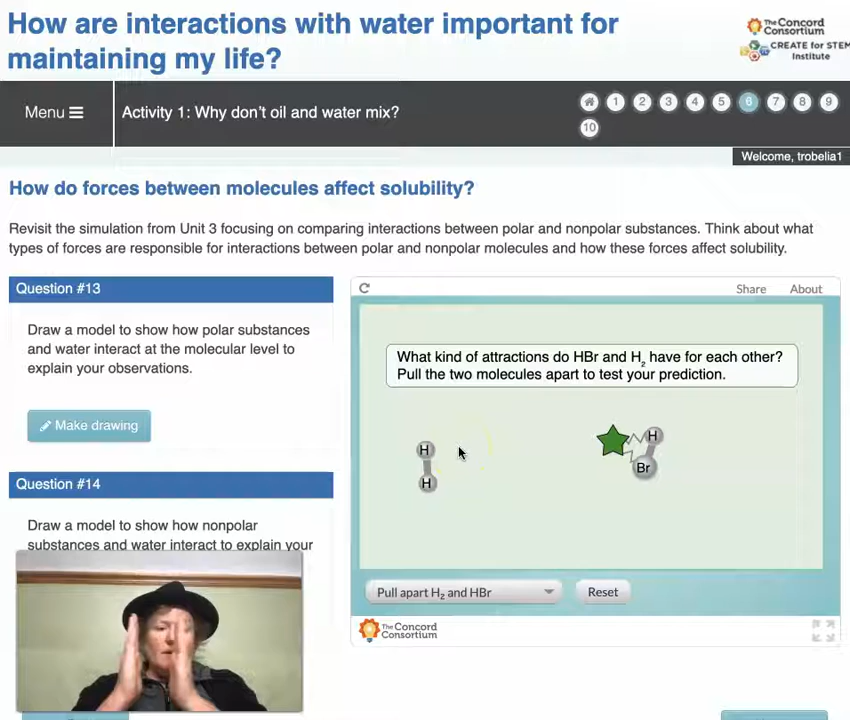 How are interactions with water important for
maintaining my life?
The Concord
Consortium
CREATE for STEM
Institute
Menu
Activity 1: Why don't oil and water mix?
1 2 3 4 5 6 7 8 9
10
Welcome, trobelia1
How do forces between molecules affect solubility?
Revisit the simulation from Unit 3 focusing on comparing interactions between polar and nonpolar substances. Think about what
types of forces are responsible for interactions between polar and nonpolar molecules and how these forces affect solubility.
Question #13
Draw a model to show how polar substances
and water interact at the molecular level to
explain your observations.
Make drawing
Question #14
Draw a model to show how nonpolar
substances and water interact to explain your
Share About
What kind of attractions do HBr and H₂ have for each other?
Pull the two molecules apart to test your prediction.
H
H
H
Br
Pull apart H₂ and HBr
Reset
The Concord
Consortium